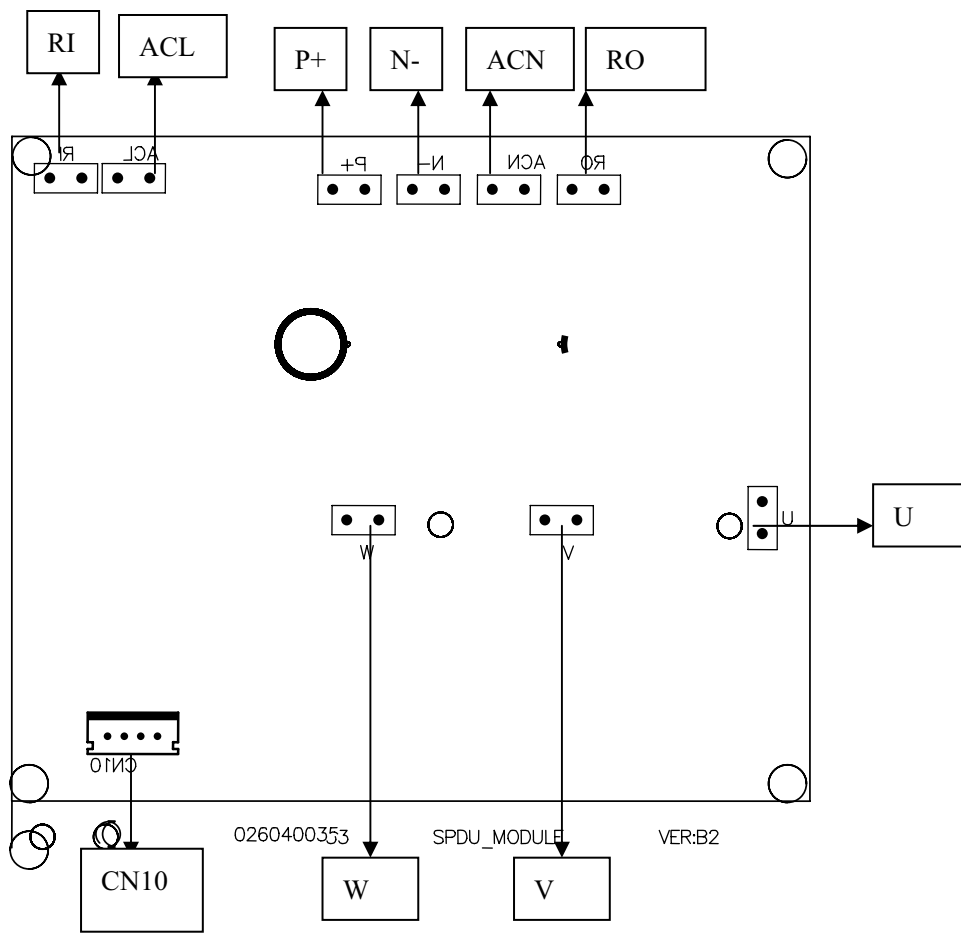 RI ACL
P+ N- ACN RO
RI ACL P+ N- ACN RO
U
U
W V
CN10
0260400353 SPDU_MODULE VER:B2
CN10 W V